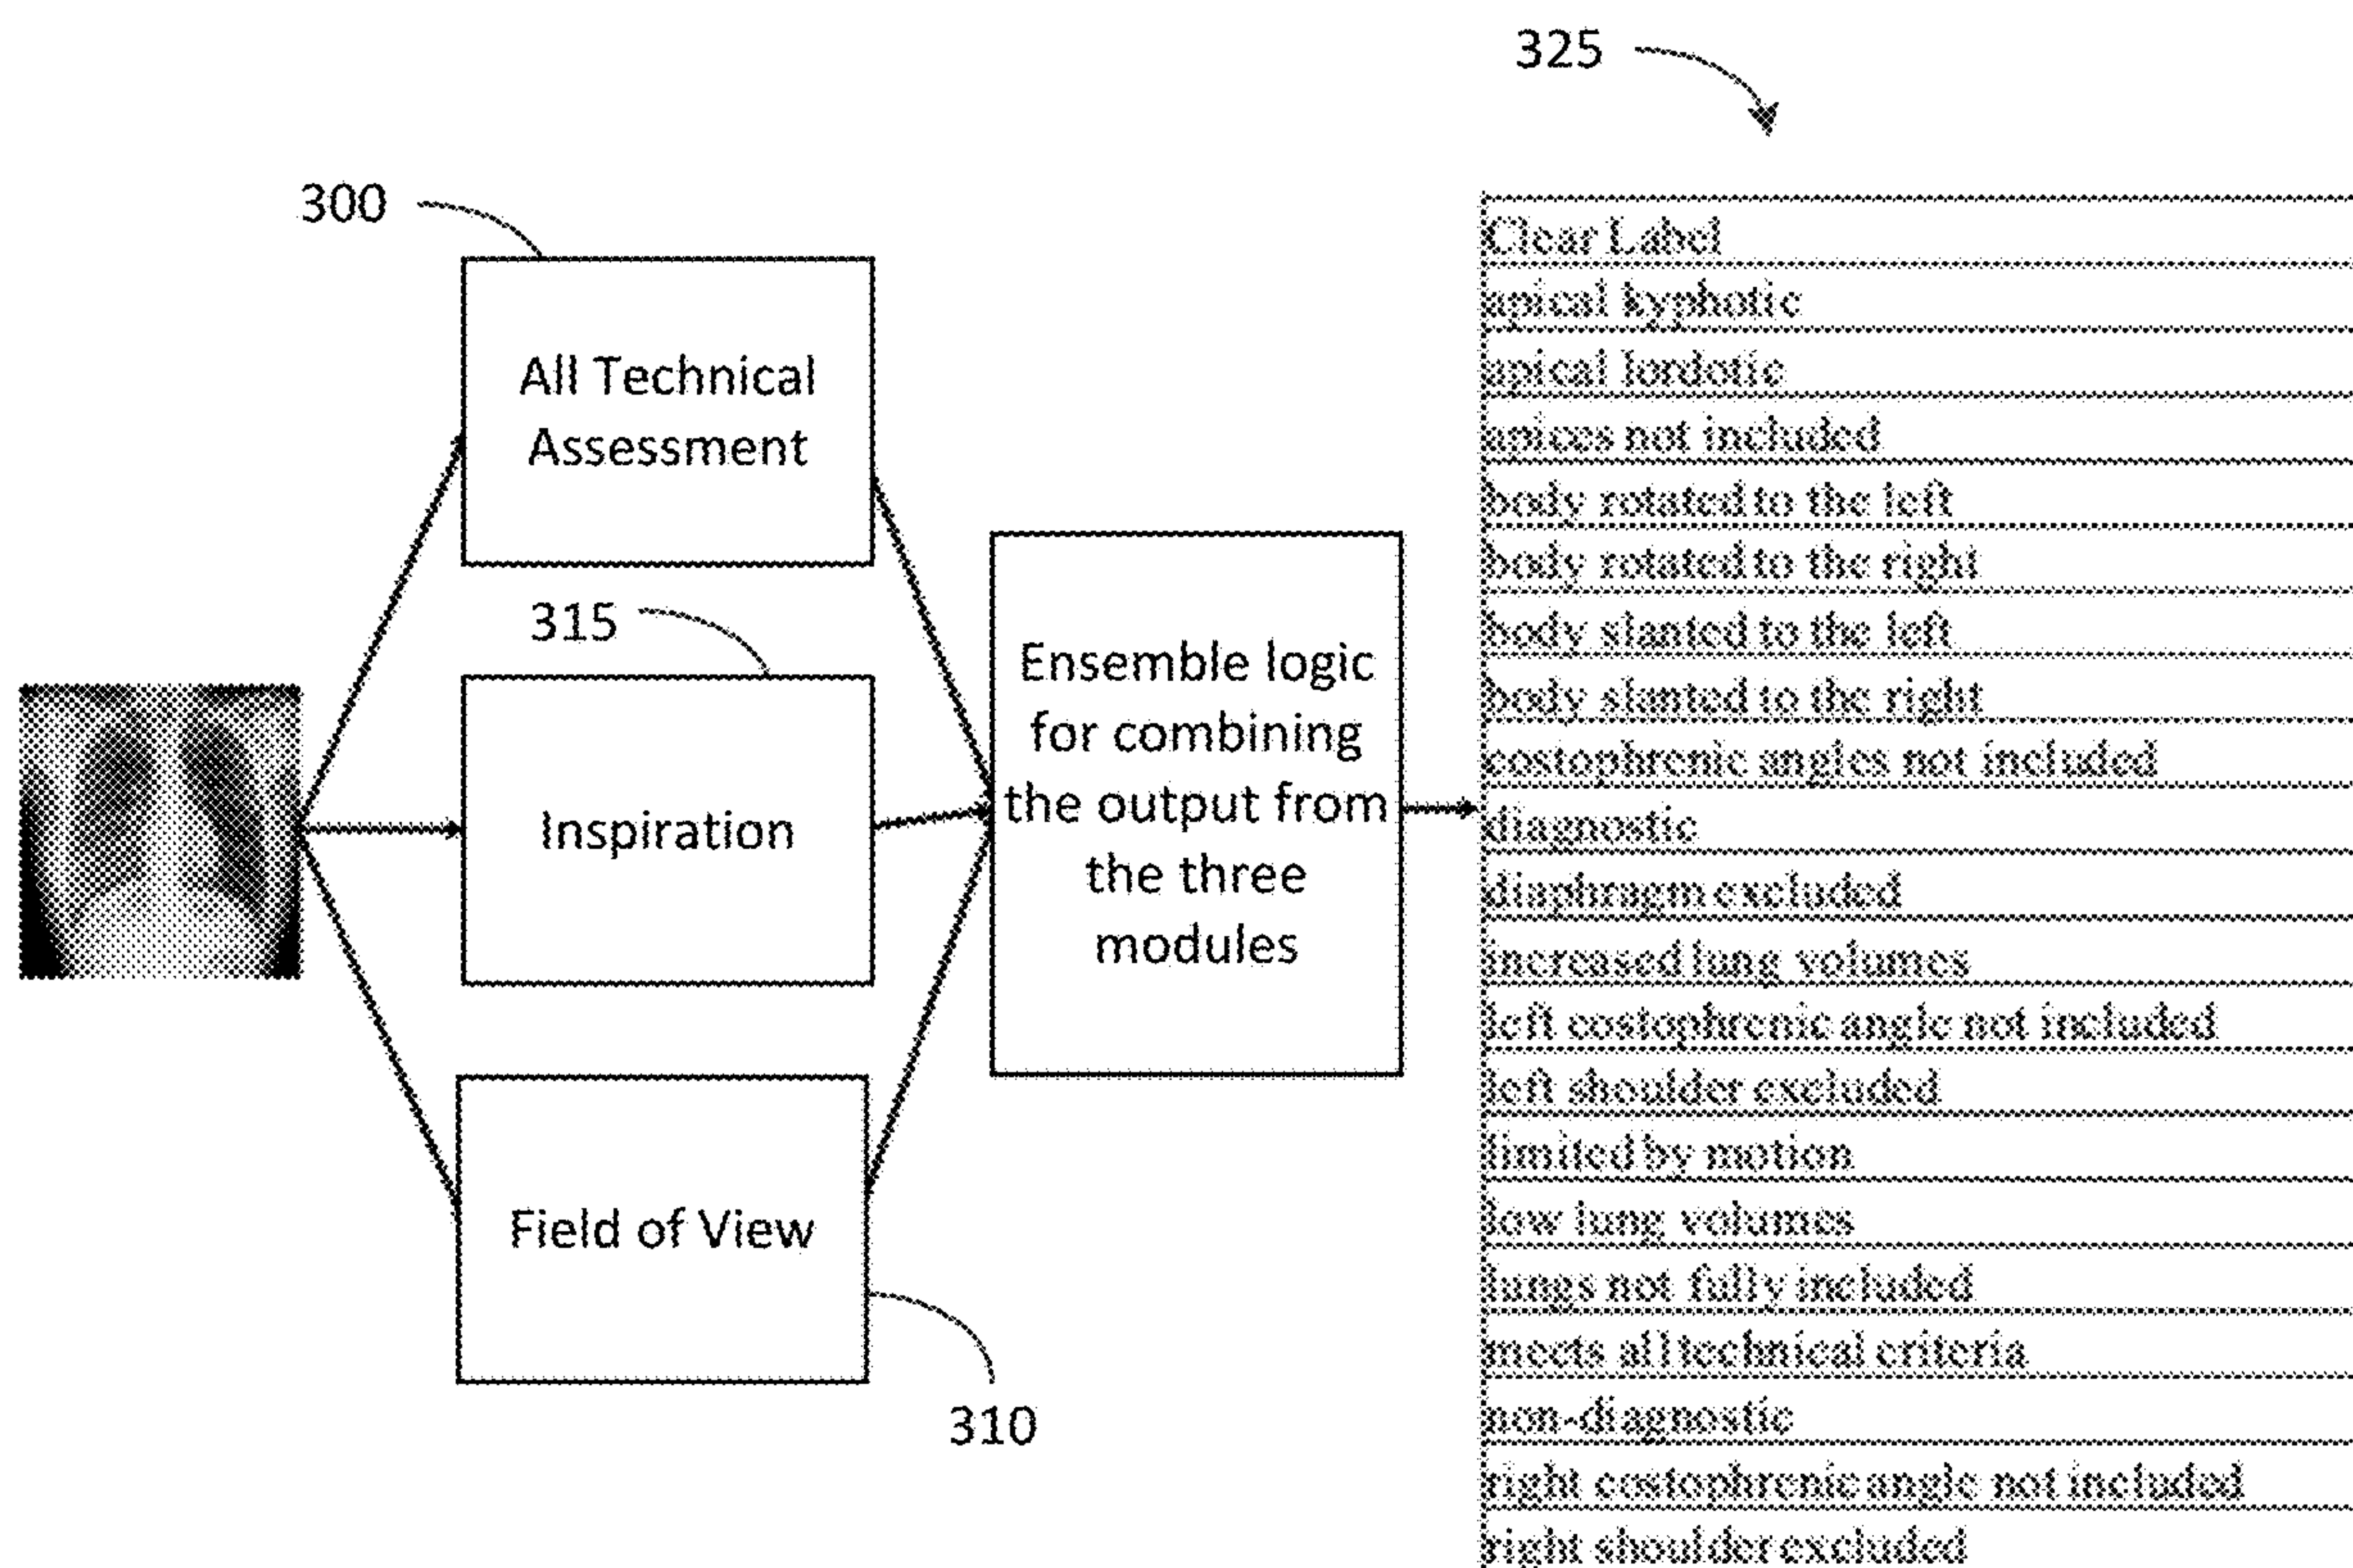 325
300
All Technical
Assessment
315
Inspiration
Field of View
310
Ensemble logic
for combining
the output from
the three
modules
Clear Label
apical kyphotic
apical lordotic
apices not included
body rotated to the left
body rotated to the right
body slanted to the left
body slanted to the right
costophrenic angles not included
diagnostic
diaphragm excluded
increased lung volumes
left costophrenic angle not included
left shoulder excluded
limited by motion
low lung volumes
lungs not fully included
meets all technical criteria
non-diagnostic
right costophrenic angle not included
right shoulder excluded